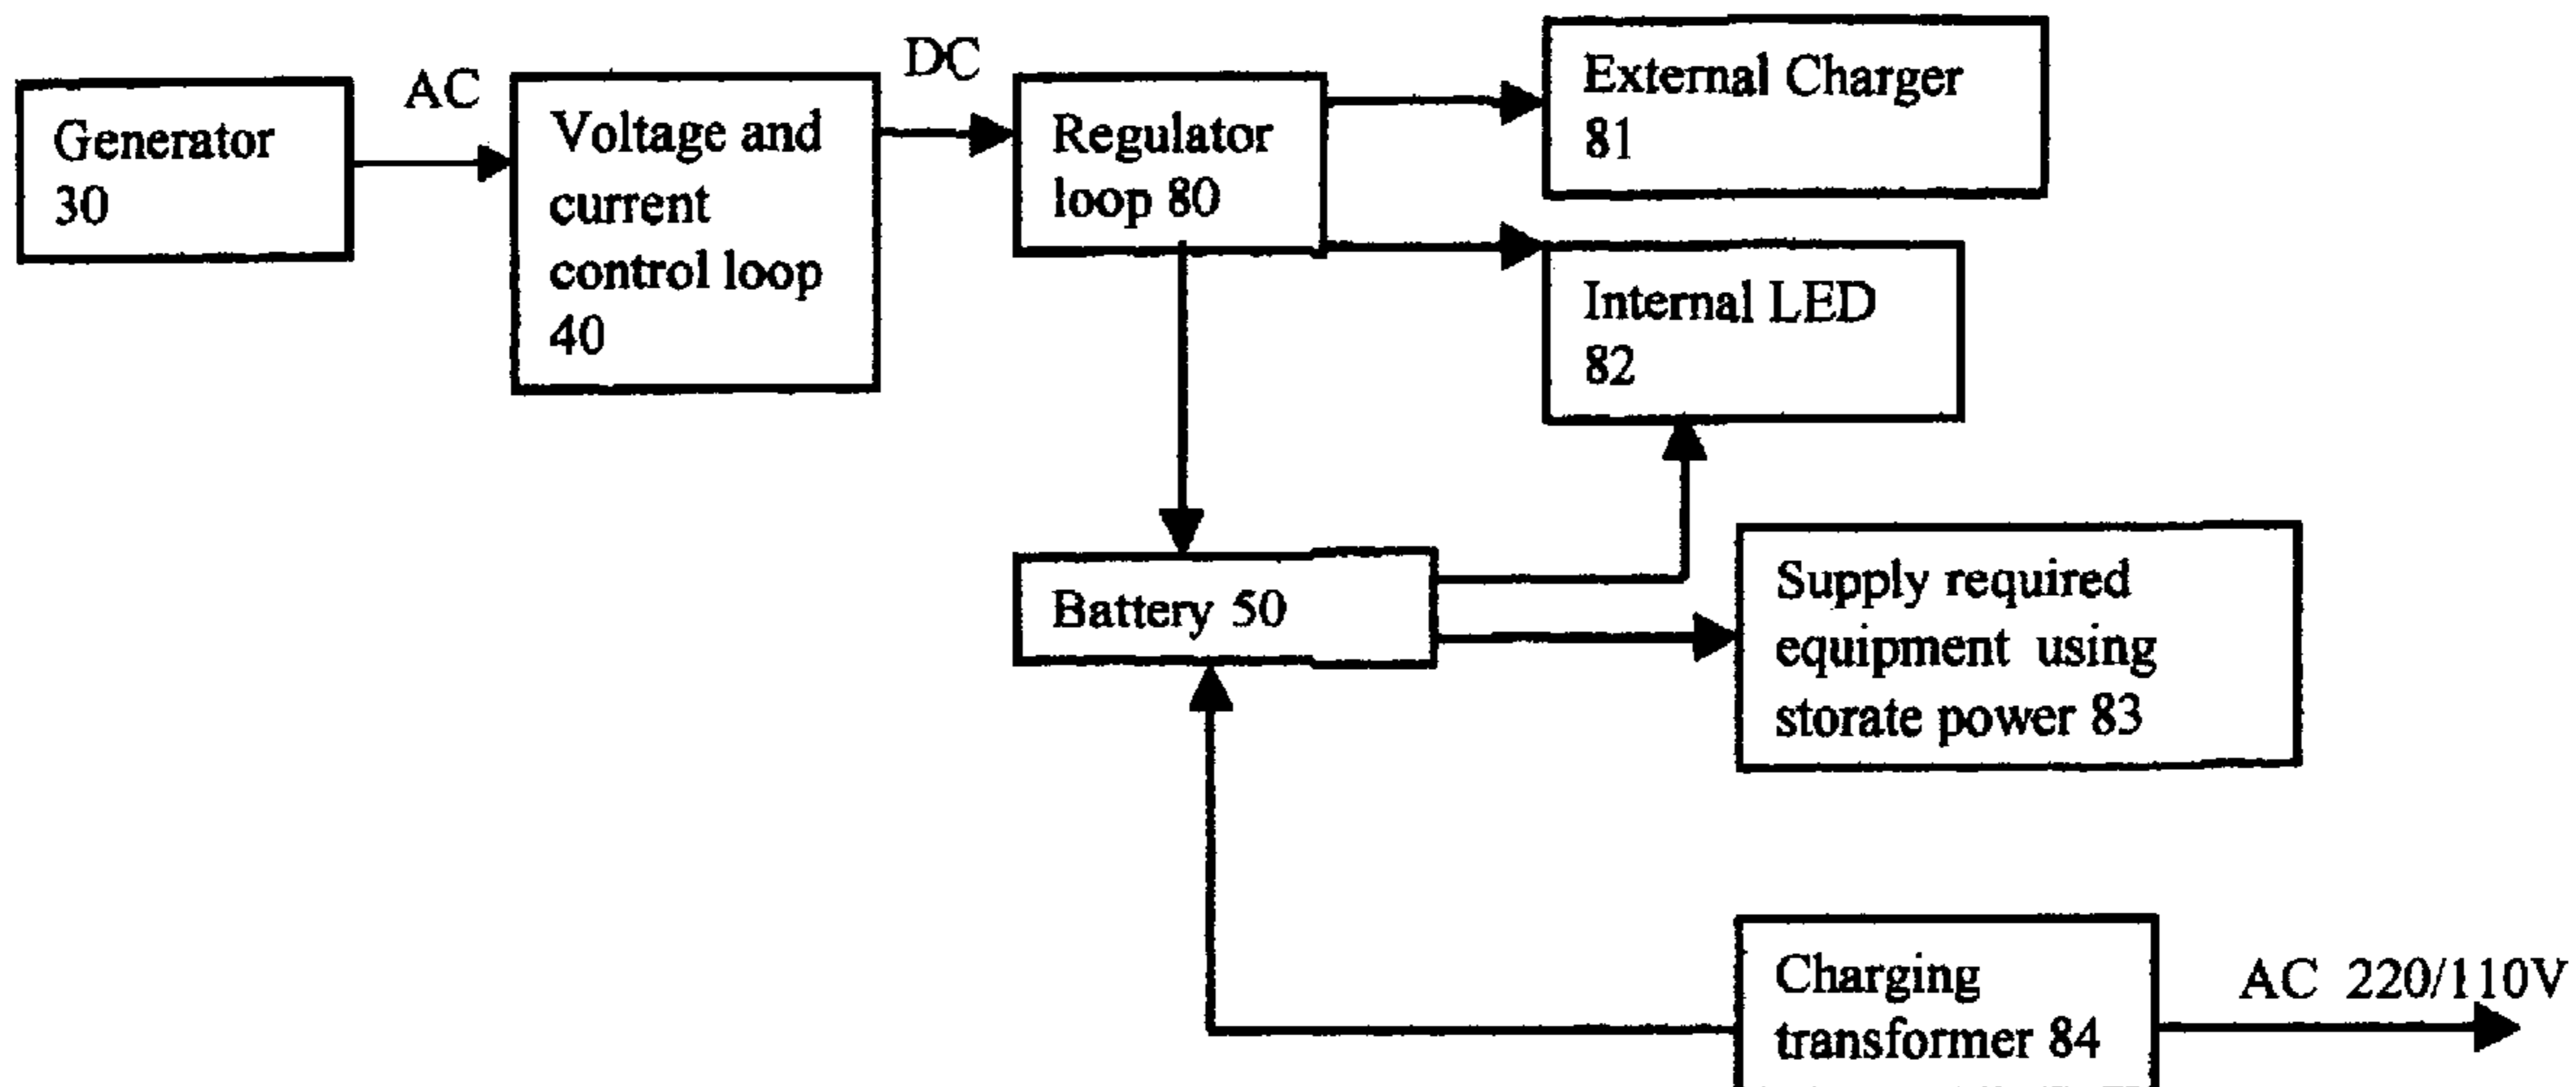 Generator
30
AC
Voltage and
current
control loop
40
DC
Regulator
loop 80
External Charger
81
Internal LED
82
Battery 50
Supply required
equipment using
storate power 83
Charging
transformer 84
AC 220/110V